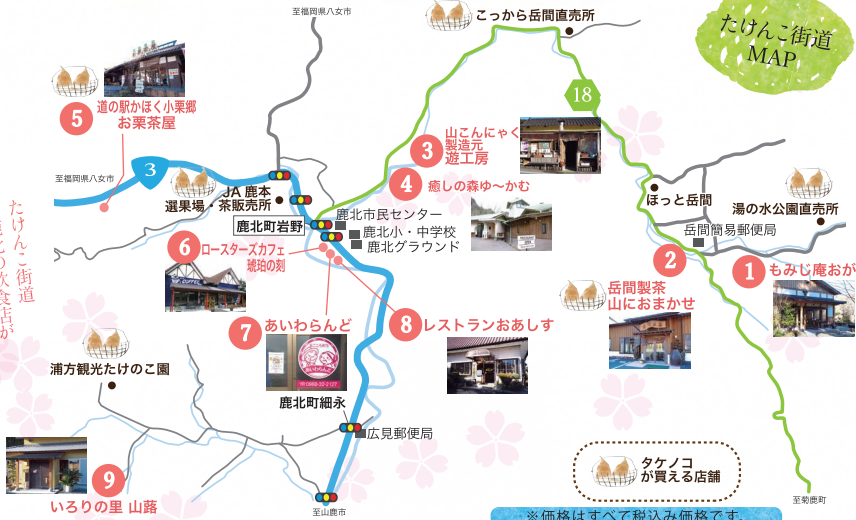 至福岡県八女市
こっから岳間直売所
たけんこ街道
MAP
5
道の駅かほく小栗郷
お栗茶屋
18
3
山こんにゃく
製造元
遊工房
3
至福岡県八女市
4
癒しの森ゆ～かむ
JA 鹿本
選果場・茶販売所
ほっと岳間
湯の水公園直売所
鹿北町岩野
鹿北市民センター
鹿北小・中学校
鹿北グラウンド
岳間簡易郵便局
6
ロースターズカフェ
琥珀の刻
2
岳間製茶
山におまかせ
1
もみじ庵おが
たけんこ街道
7
あいわらんど
8
レストランおあしす
あいわらんど
浦方観光たけのこ園
鹿北町細永
広見郵便局
9
いろりの里 山蕗
タケノコ
が買える店舗
至山鹿市
至菊鹿町
※価格はすべて税込み価格です。